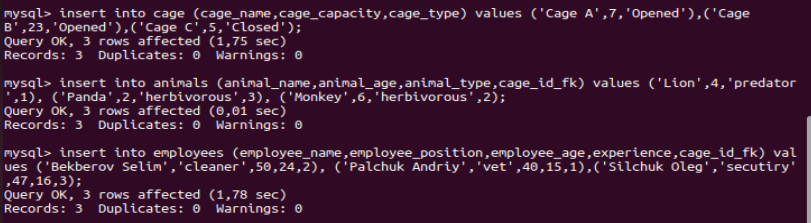 mysql> insert into cage (cage_name,cage_capacity,cage_type) values ('Cage A',7,'Opened'),('Cage
B',23,'Opened'),('Cage C',5,'Closed');
Query OK, 3 rows affected (1,75 sec)
Records: 3  Duplicates: 0  Warnings: 0

mysql> insert into animals (animal_name,animal_age,animal_type,cage_id_fk) values ('Lion',4,'predator
',1), ('Panda',2,'herbivorous',3), ('Monkey',6,'herbivorous',2);
Query OK, 3 rows affected (0,01 sec)
Records: 3  Duplicates: 0  Warnings: 0

mysql> insert into employees (employee_name,employee_position,employee_age,experience,cage_id_fk) val
ues ('Bekberov Selim','cleaner',50,24,2), ('Palchuk Andriy','vet',40,15,1),('Silchuk Oleg','secutiry'
,47,16,3);
Query OK, 3 rows affected (1,78 sec)
Records: 3  Duplicates: 0  Warnings: 0